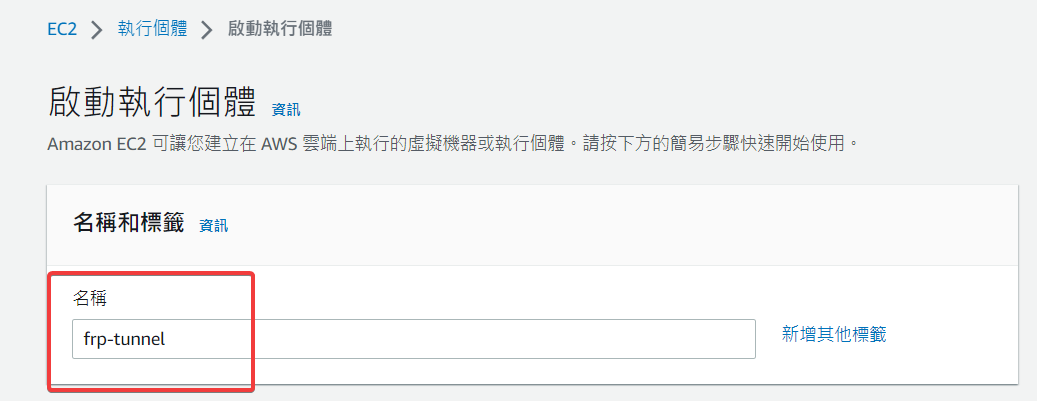 EC2 > 執行個體 > 啟動執行個體
啟動執行個體 資訊
Amazon EC2 可讓您建立在 AWS 雲端上執行的虛擬機器或執行個體。請按下方的簡易步驟快速開始使用。
名稱和標籤 資訊
名稱
frp-tunnel 新增其他標籤